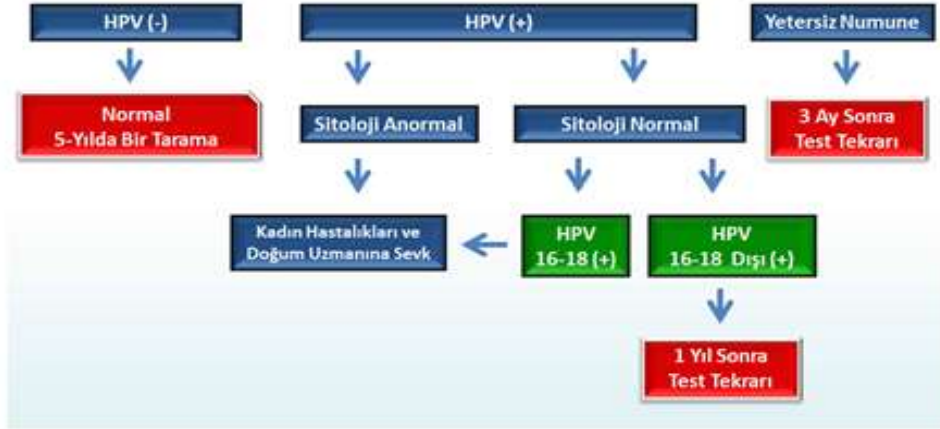 HPV (-)
HPV (+)
Yetersiz Numune
Normal
5-Yılda Bir Tarama
Sitoloji Anormal
Sitoloji Normal
3 Ay Sonra
Test Tekrarı
Kadın Hastalıkları ve
Doğum Uzmanına Sevk
HPV
16-18 (+)
HPV
16-18 Dışı (+)
1 Yıl Sonra
Test Tekrarı